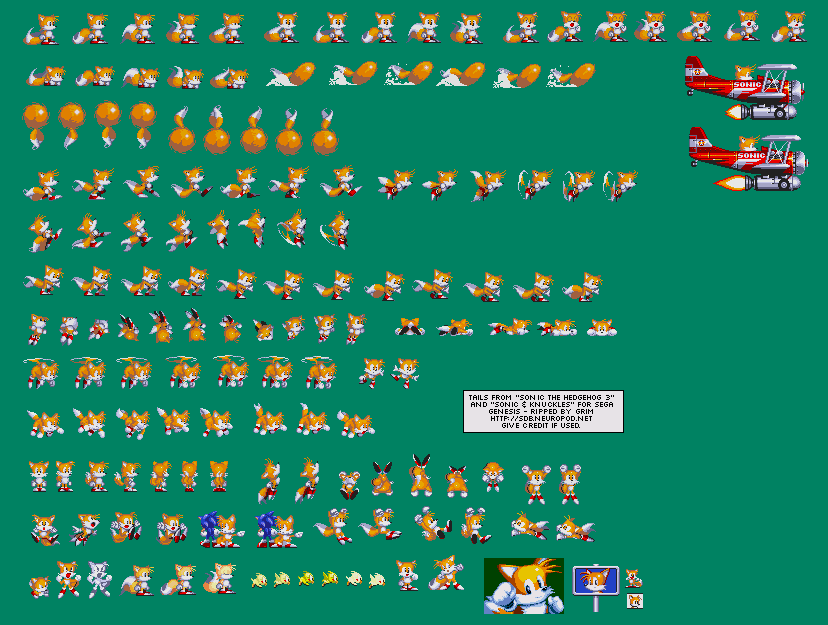 SONIC
SONIC
TAILS FROM "SONIC THE HEDGEHOG 3"
AND "SONIC & KNUCKLES" FOR SEGA
GENESIS - RIPPED BY GRIM
HTTP://SDB.NEUROPOD.NET
GIVE CREDIT IF USED.